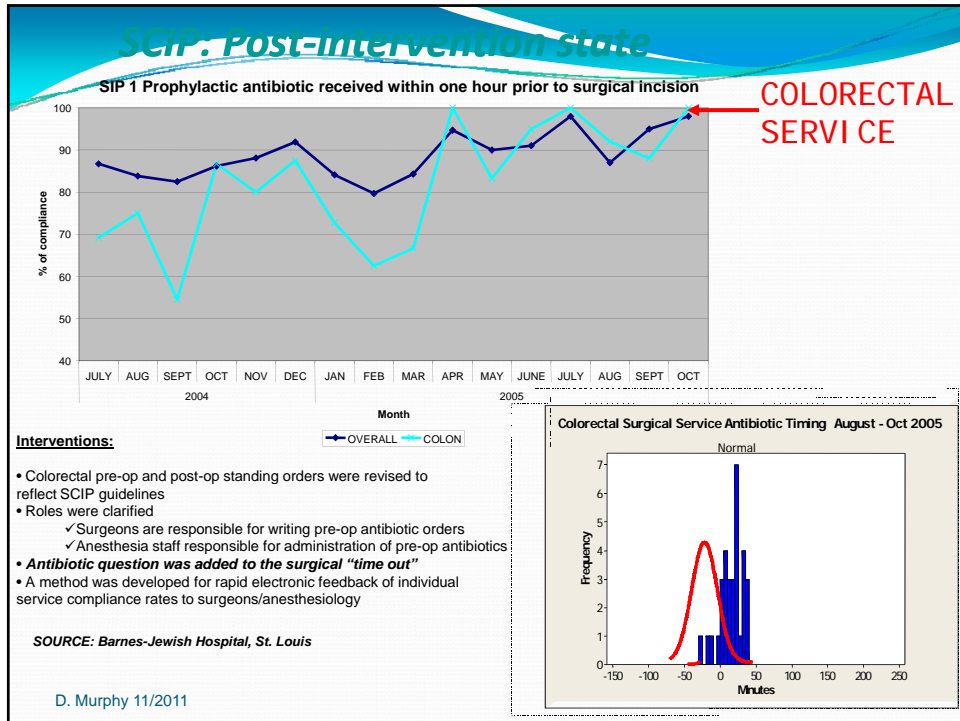 SCIP: Post-intervention state
SIP 1 Prophylactic antibiotic received within one hour prior to surgical incision
COLORECTAL
SERVICE
100
90
80
70
60
50
40
% of compliance
JULY AUG SEPT OCT NOV DEC JAN FEB MAR APR MAY JUNE JULY AUG SEPT OCT
2004 2005
Month
OVERALL COLON
Interventions:
• Colorectal pre-op and post-op standing orders were revised to
reflect SCIP guidelines
• Roles were clarified
✓Surgeons are responsible for writing pre-op antibiotic orders
✓Anesthesia staff responsible for administration of pre-op antibiotics
• Antibiotic question was added to the surgical “time out”
• A method was developed for rapid electronic feedback of individual
service compliance rates to surgeons/anesthesiology
SOURCE: Barnes-Jewish Hospital, St. Louis
D. Murphy 11/2011
Colorectal Surgical Service Antibiotic Timing August - Oct 2005
Normal
7
6
5
4
3
2
1
0
Frequency
-150 -100 -50 0 50 100 150 200 250
Minutes